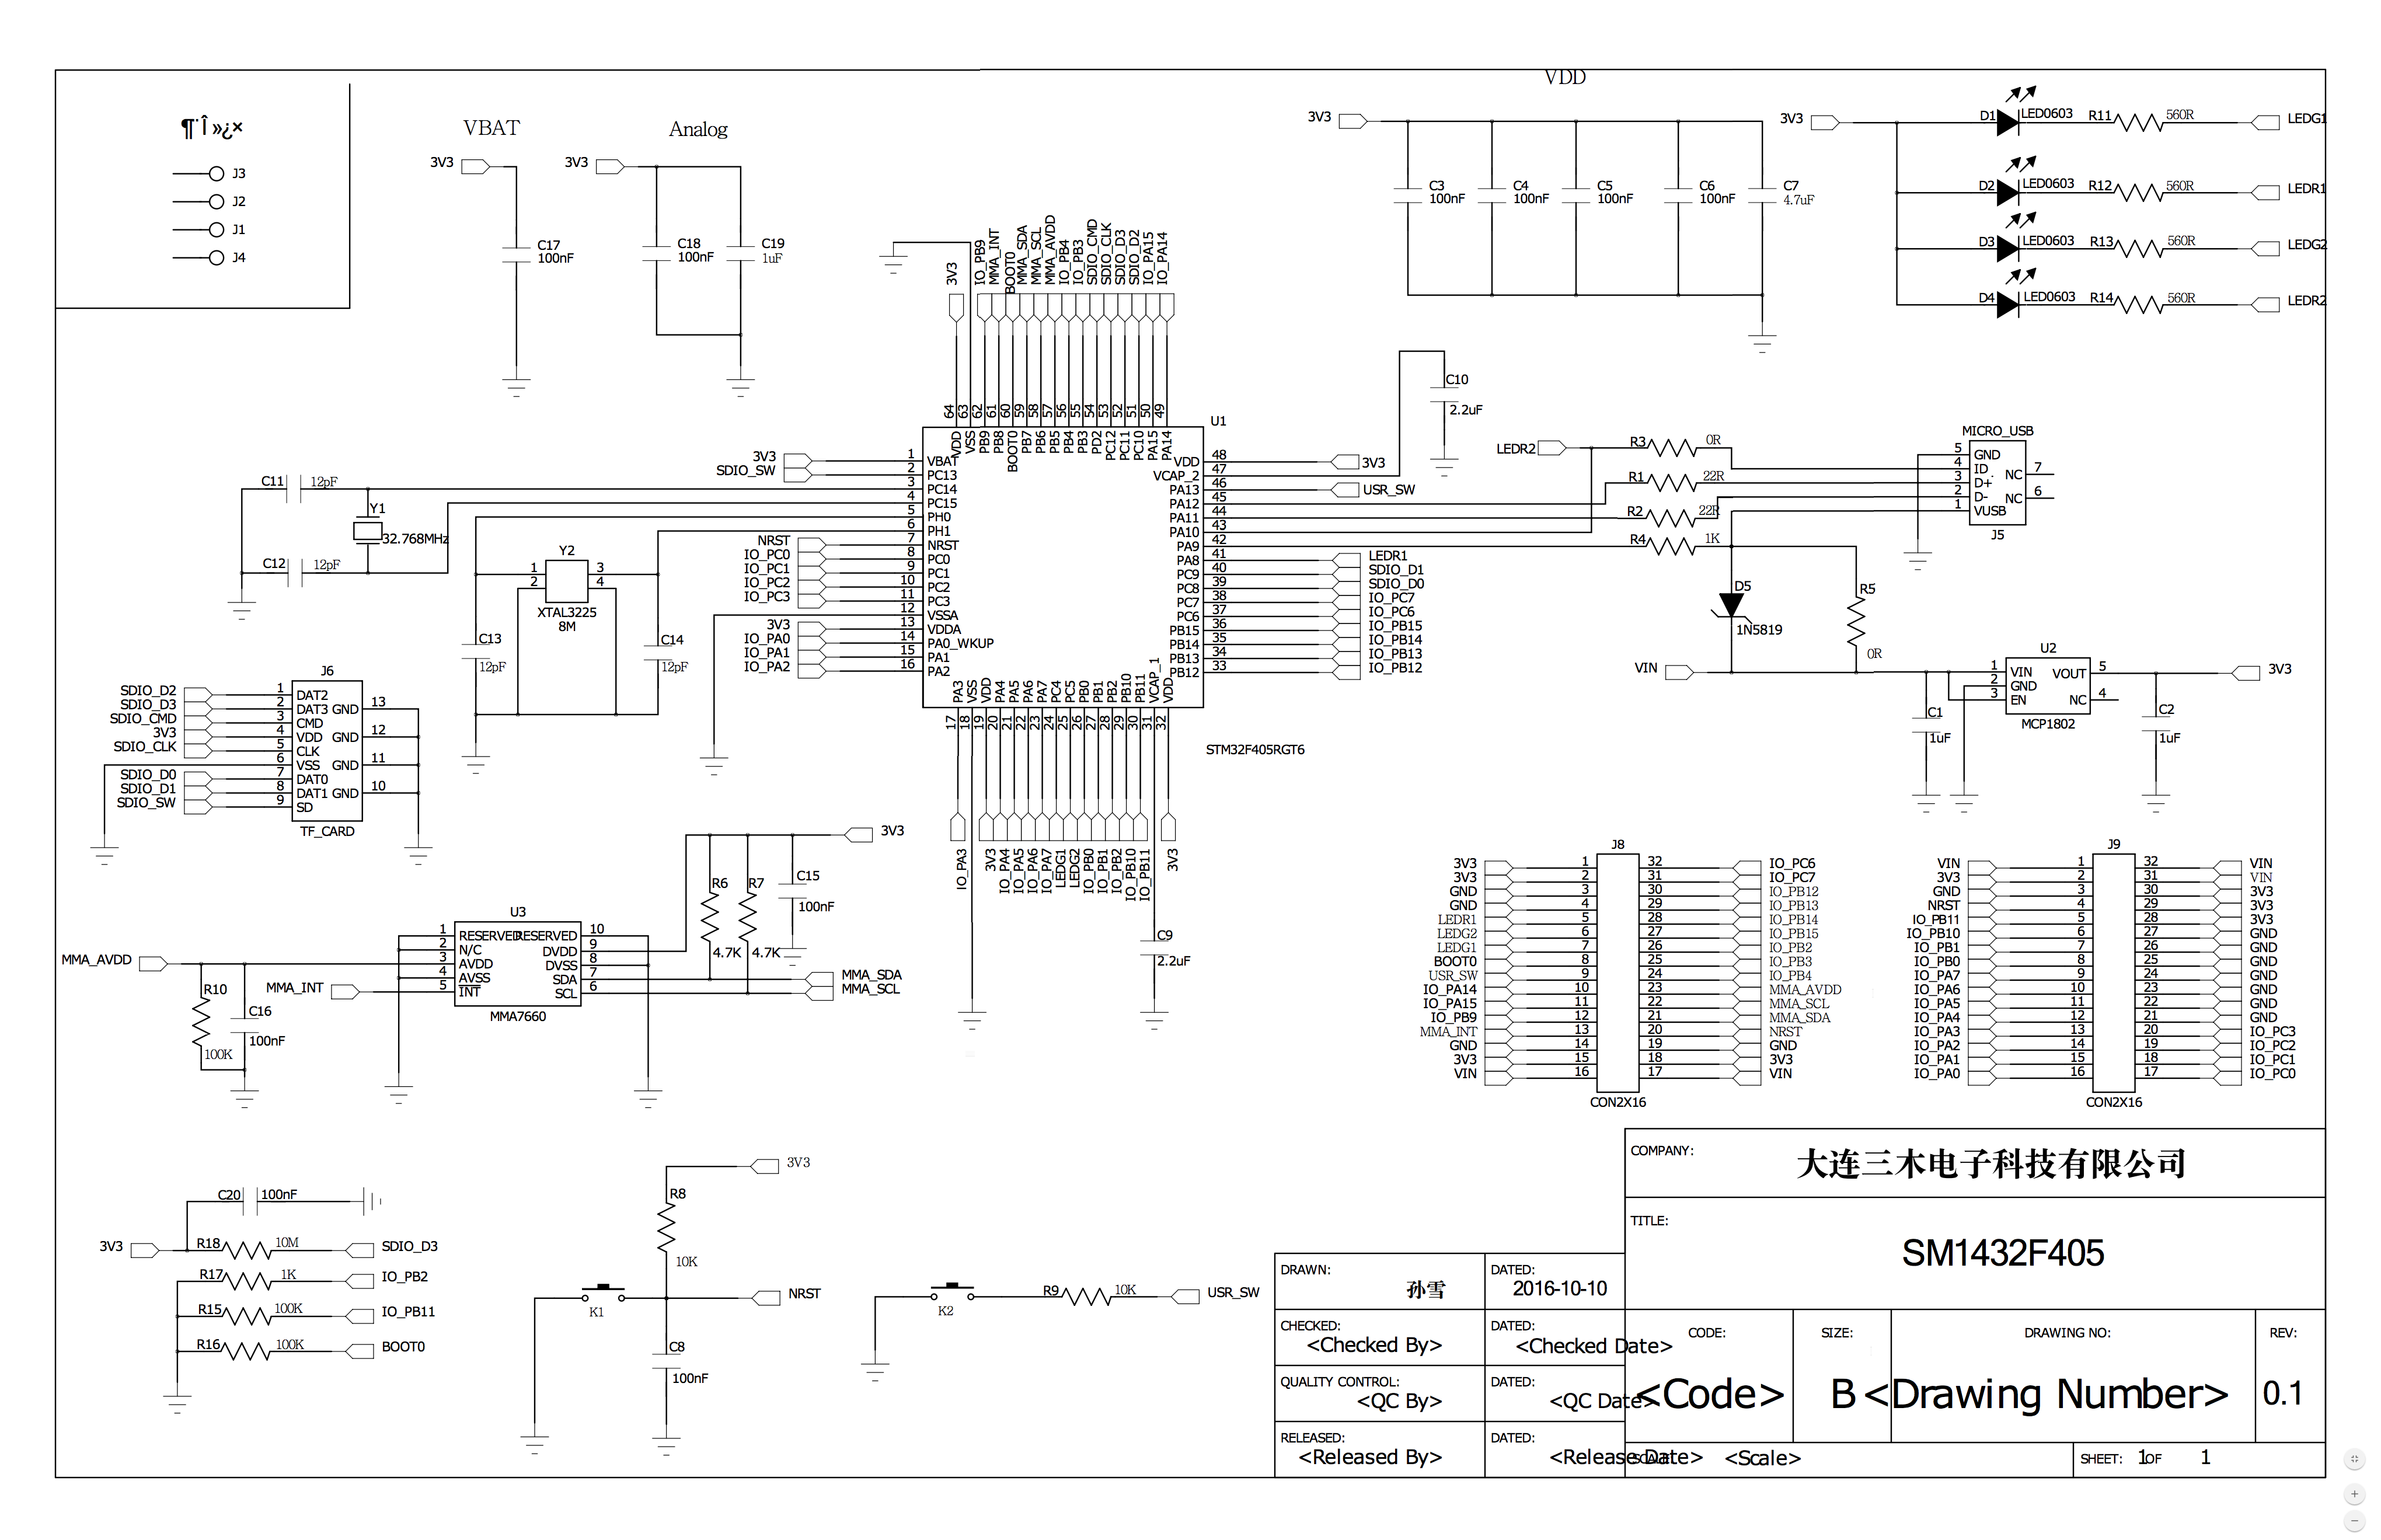 VDD
¶¨Î»¿×
J3
J2
J1
J4
VBAT
3V3
C17
100nF
Analog
3V3
C18
100nF
C19
1uF
3V3
C3
100nF
C4
100nF
C5
100nF
C6
100nF
C7
4.7uF
3V3
D1
LED0603
R11
560R
LEDG1
D2
LED0603
R12
560R
LEDR1
D3
LED0603
R13
560R
LEDG2
D4
LED0603
R14
560R
LEDR2
3V3
IO_PB9
MMA_INT
BOOT0
MMA_SDA
MMA_SCL
MMA_AVDD
IO_PB4
IO_PB3
SDIO_CMD
SDIO_CLK
SDIO_D3
SDIO_D2
IO_PA15
IO_PA14
64 63 62 61 60 59 58 57 56 55 54 53 52 51 50 49
VDD VSS PB9 PB8 BOOT0 PB7 PB6 PB5 PB4 PB3 PD2 PC12 PC11 PC10 PA15 PA14
U1
3V3 1 VBAT
SDIO_SW 2 PC13
3 PC14
4 PC15
5 PH0
6 PH1
NRST 7 NRST
IO_PC0 8 PC0
IO_PC1 9 PC1
IO_PC2 10 PC2
IO_PC3 11 PC3
12 VSSA
3V3 13 VDDA
IO_PA0 14 PA0_WKUP
IO_PA1 15 PA1
IO_PA2 16 PA2
VDD 48 3V3
VCAP_2 47
PA13 46 USR_SW
PA12 45
PA11 44
PA10 43
PA9 42
PA8 41 LEDR1
PC9 40 SDIO_D1
PC8 39 SDIO_D0
PC7 38 IO_PC7
PC6 37 IO_PC6
PB15 36 IO_PB15
PB14 35 IO_PB14
PB13 34 IO_PB13
PB12 33 IO_PB12
PA3 VSS VDD PA4 PA5 PA6 PA7 PC4 PC5 PB0 PB1 PB2 PB10 PB11 VCAP_1 VDD
17 18 19 20 21 22 23 24 25 26 27 28 29 30 31 32
STM32F405RGT6
IO_PA3
3V3
IO_PA4
IO_PA5
IO_PA6
IO_PA7
LEDG1
LEDG2
IO_PB0
IO_PB1
IO_PB2
IO_PB10
IO_PB11
3V3
C9
2.2uF
C10
2.2uF
C11
12pF
Y1
32.768MHz
C12
12pF
Y2
1 3
2 4
XTAL3225
8M
C13
12pF
C14
12pF
LEDR2
R3
0R
R1
22R
R2
22R
R4
1K
MICRO_USB
5 GND
4 ID
3 D+
2 D-
1 VUSB
NC 7
NC 6
J5
D5
1N5819
R5
0R
VIN
U2
1 VIN
2 GND
3 EN
VOUT 5
NC 4
MCP1802
3V3
C1
1uF
C2
1uF
J6
SDIO_D2 1 DAT2
SDIO_D3 2 DAT3
SDIO_CMD 3 CMD
3V3 4 VDD
SDIO_CLK 5 CLK
6 VSS
SDIO_D0 7 DAT0
SDIO_D1 8 DAT1
SDIO_SW 9 SD
GND 13
GND 12
GND 11
GND 10
TF_CARD
3V3
R6
4.7K
R7
4.7K
C15
100nF
U3
1 RESERVED
2 N/C
3 AVDD
4 AVSS
5 INT
RESERVED 10
DVDD 9
DVSS 8
SDA 7
SCL 6
MMA7660
MMA_AVDD
MMA_INT
MMA_SDA
MMA_SCL
R10
100K
C16
100nF
J8
3V3 1 32 IO_PC6
3V3 2 31 IO_PC7
GND 3 30 IO_PB12
GND 4 29 IO_PB13
LEDR1 5 28 IO_PB14
LEDG2 6 27 IO_PB15
LEDG1 7 26 IO_PB2
BOOT0 8 25 IO_PB3
USR_SW 9 24 IO_PB4
IO_PA14 10 23 MMA_AVDD
IO_PA15 11 22 MMA_SCL
IO_PB9 12 21 MMA_SDA
MMA_INT 13 20 NRST
GND 14 19 GND
3V3 15 18 3V3
VIN 16 17 VIN
CON2X16
J9
VIN 1 32 VIN
3V3 2 31 VIN
GND 3 30 3V3
NRST 4 29 3V3
IO_PB11 5 28 3V3
IO_PB10 6 27 GND
IO_PB1 7 26 GND
IO_PB0 8 25 GND
IO_PA7 9 24 GND
IO_PA6 10 23 GND
IO_PA5 11 22 GND
IO_PA4 12 21 GND
IO_PA3 13 20 IO_PC3
IO_PA2 14 19 IO_PC2
IO_PA1 15 18 IO_PC1
IO_PA0 16 17 IO_PC0
CON2X16
C20
100nF
3V3
R18
10M
SDIO_D3
R17
1K
IO_PB2
R15
100K
IO_PB11
R16
100K
BOOT0
3V3
R8
10K
K1
NRST
C8
100nF
K2
R9
10K
USR_SW
COMPANY:
大连三木电子科技有限公司
TITLE:
SM1432F405
DRAWN:
孙雪
DATED:
2016-10-10
CHECKED:
<Checked By>
DATED:
<Checked Date>
QUALITY CONTROL:
<QC By>
DATED:
<QC Date>
RELEASED:
<Released By>
DATED:
<Release Date>
CODE:
<Code>
SIZE:
B
DRAWING NO:
<Drawing Number>
REV:
0.1
SCALE:
<Scale>
SHEET: 1 OF 1